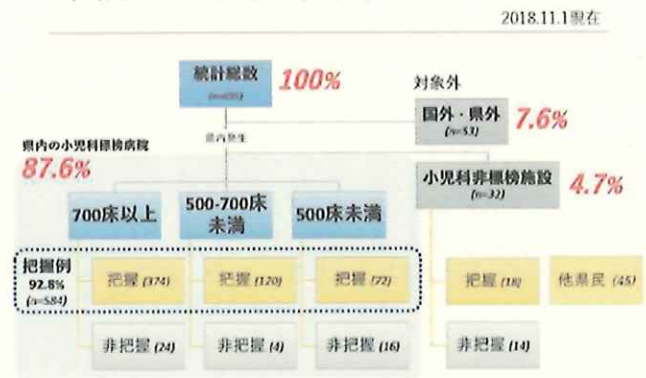 2018.11.1現在
統計総数
100%
対象外
国外・県外
(n=53)
7.6%
県内発生
県内の小児科標榜病院
87.6%
小児科非標榜施設
(n=32)
4.7%
700床以上
500-700床
未満
500床未満
把握例
92.8%
(n=584)
把握 (374)
把握 (120)
把握 (72)
把握 (18)
他県民 (45)
非把握 (24)
非把握 (4)
非把握 (16)
非把握 (14)